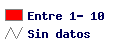 Entre 1- 10
Sin datos